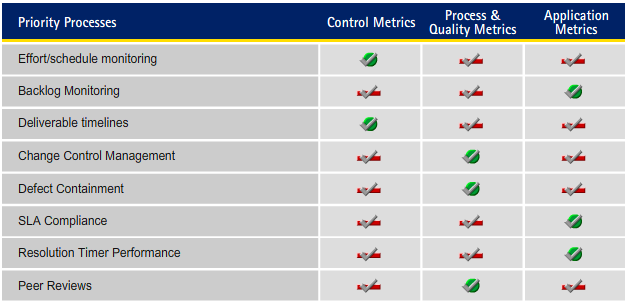 Priority Processes
Control Metrics
Process &
Quality Metrics
Application
Metrics
Effort/schedule monitoring
Backlog Monitoring
Deliverable timelines
Change Control Management
Defect Containment
SLA Compliance
Resolution Timer Performance
Peer Reviews